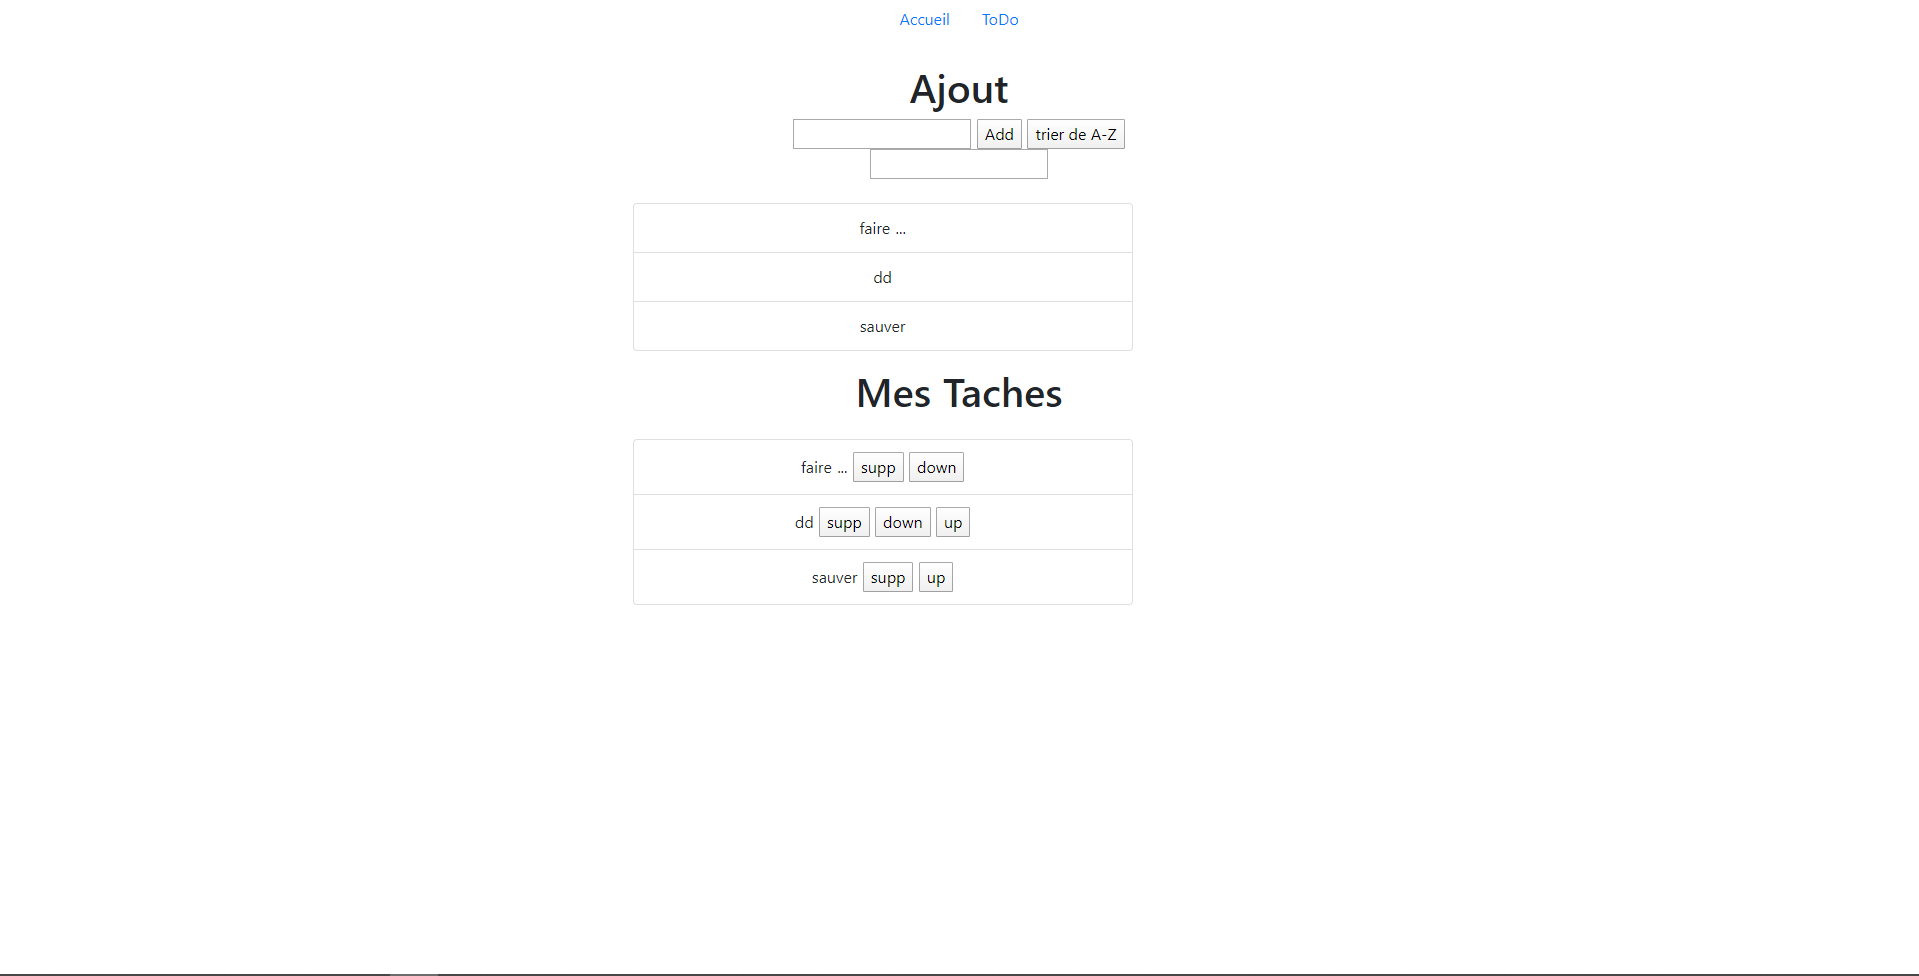 Accueil ToDo
Ajout
Add trier de A-Z
faire ...
dd
sauver
Mes Taches
faire ... supp down
dd supp down up
sauver supp up